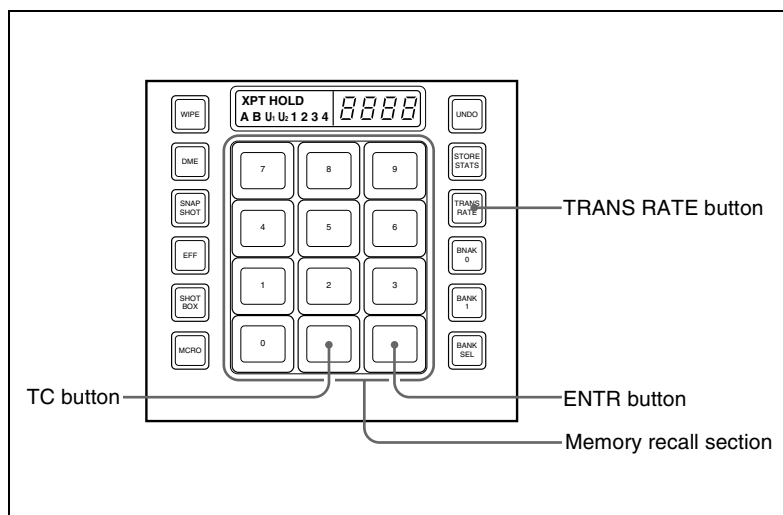 XPT HOLD
A B U1 U2 1 2 3 4
8888
WIPE
UNDO
DME
7
8
9
STORE
STATS
SNAP
SHOT
4
5
6
TRANS
RATE
TRANS RATE button
EFF
BNAK
0
SHOT
BOX
1
2
3
BANK
1
MCRO
0
BANK
SEL
TC button
ENTR button
Memory recall section